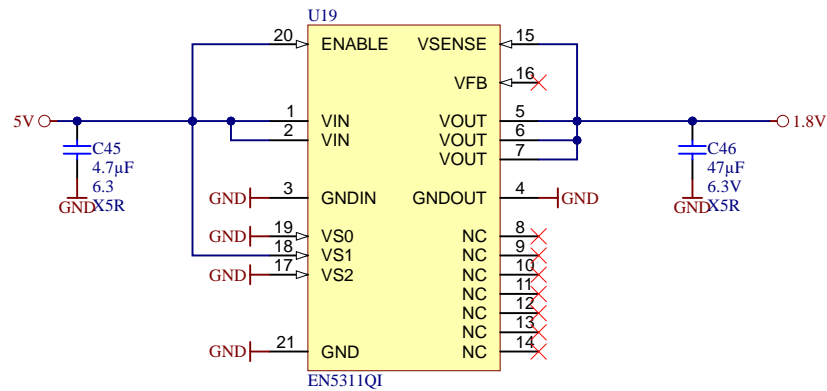 U19
20 ENABLE VSENSE 15
VFB 16
5V 1 VIN VOUT 5 1.8V
2 VIN VOUT 6
VOUT 7
C45
4.7µF
6.3
X5R
GND
C46
47µF
6.3V
X5R
GND
GND 3 GNDIN GNDOUT 4 GND
GND 19 VS0 NC 8
18 VS1 NC 9
GND 17 VS2 NC 10
NC 11
NC 12
NC 13
GND 21 GND NC 14
EN5311QI